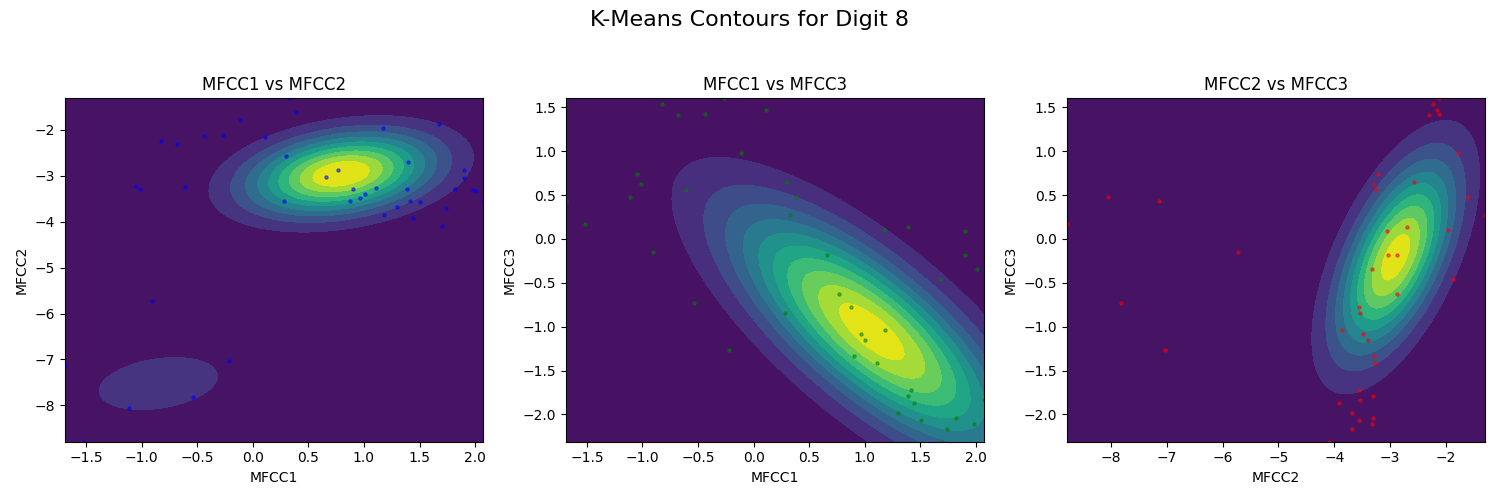 K-Means Contours for Digit 8
MFCC1 vs MFCC2
MFCC2
−2
−3
−4
−5
−6
−7
−8
−1.5 −1.0 −0.5 0.0 0.5 1.0 1.5 2.0
MFCC1
MFCC1 vs MFCC3
MFCC3
1.5
1.0
0.5
0.0
−0.5
−1.0
−1.5
−2.0
−1.5 −1.0 −0.5 0.0 0.5 1.0 1.5 2.0
MFCC1
MFCC2 vs MFCC3
MFCC3
1.5
1.0
0.5
0.0
−0.5
−1.0
−1.5
−2.0
−8 −7 −6 −5 −4 −3 −2
MFCC2